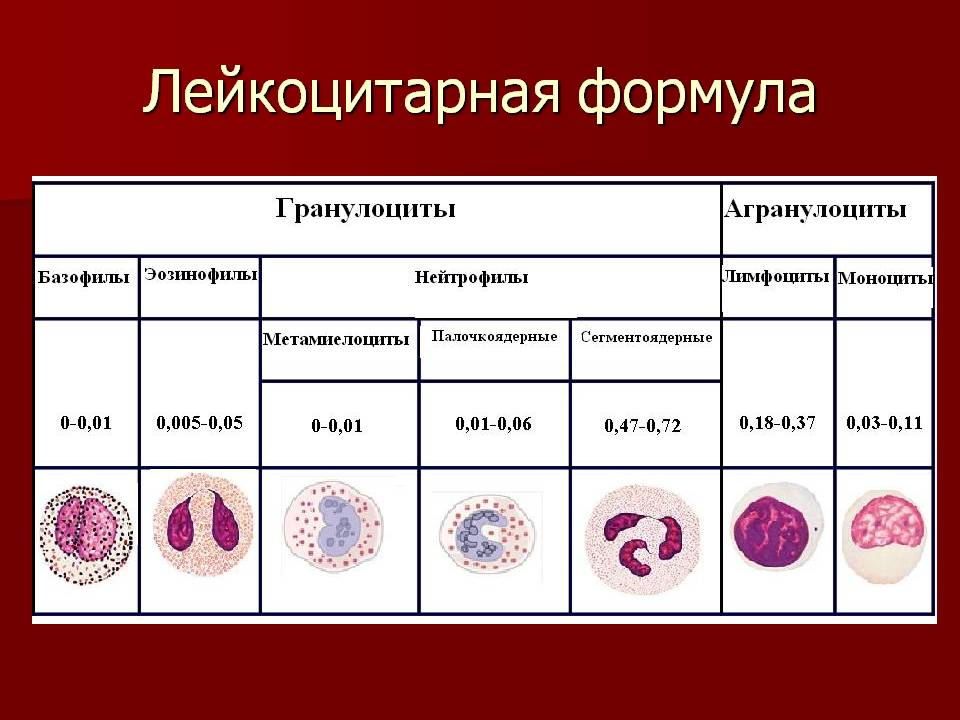 Лейкоцитарная формула
Гранулоциты Агранулоциты
Базофилы Эозинофилы Нейтрофилы Лимфоциты Моноциты
Метамиелоциты Палочкоядерные Сегментоядерные
0-0,01 0,005-0,05 0-0,01 0,01-0,06 0,47-0,72 0,18-0,37 0,03-0,11